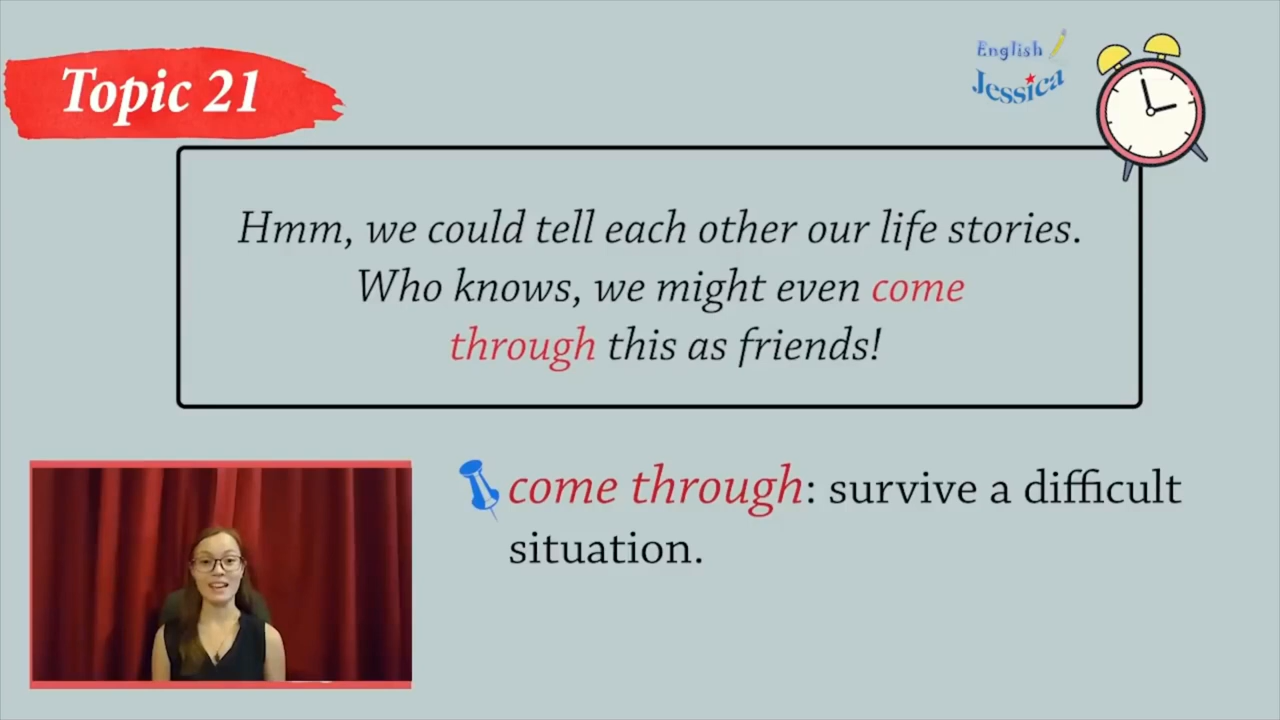 Topic 21
English
Jessica
Hmm, we could tell each other our life stories.
Who knows, we might even come
through this as friends!
come through: survive a difficult
situation.